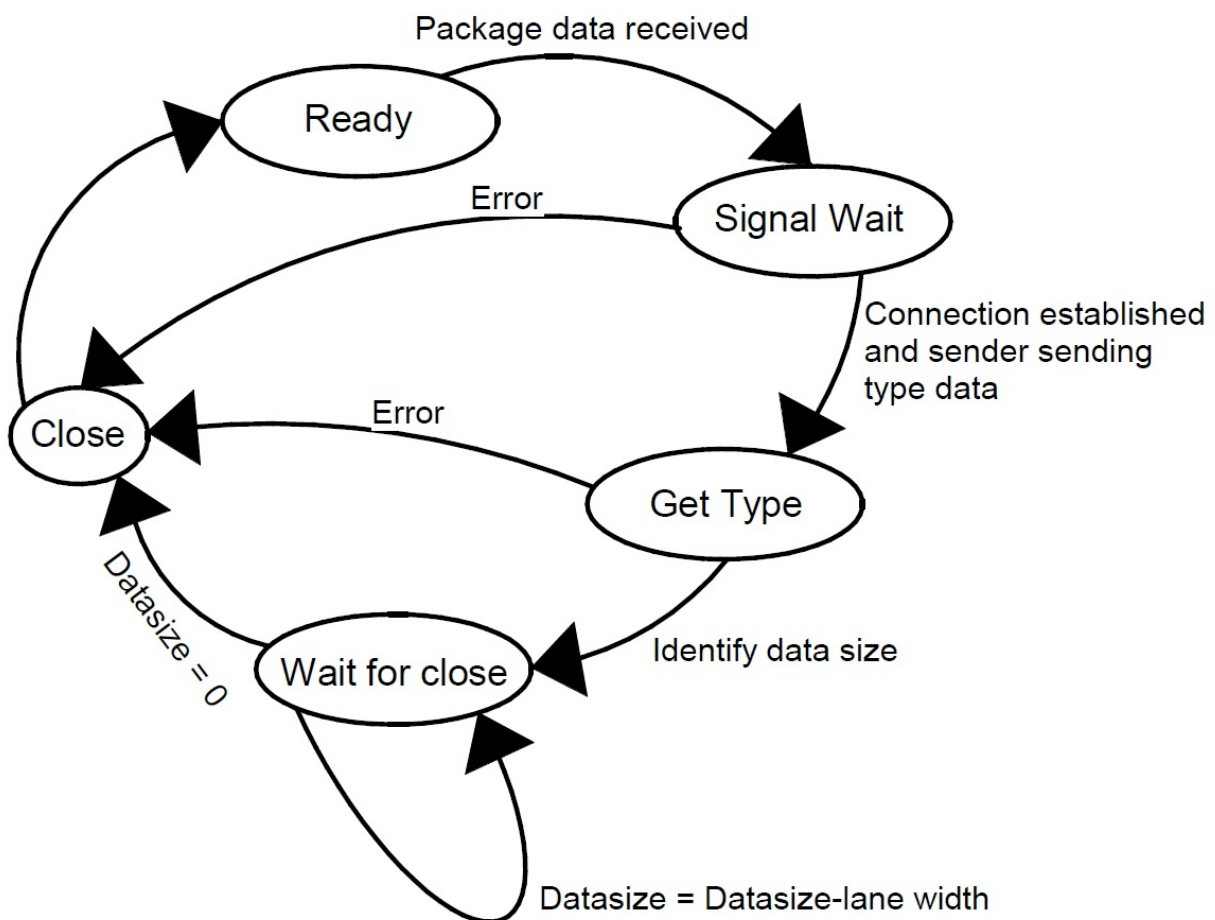 Package data received
Ready
Error
Signal Wait
Connection established
and sender sending
type data
Error
Close
Get Type
Datasize = 0
Identify data size
Wait for close
Datasize = Datasize-lane width